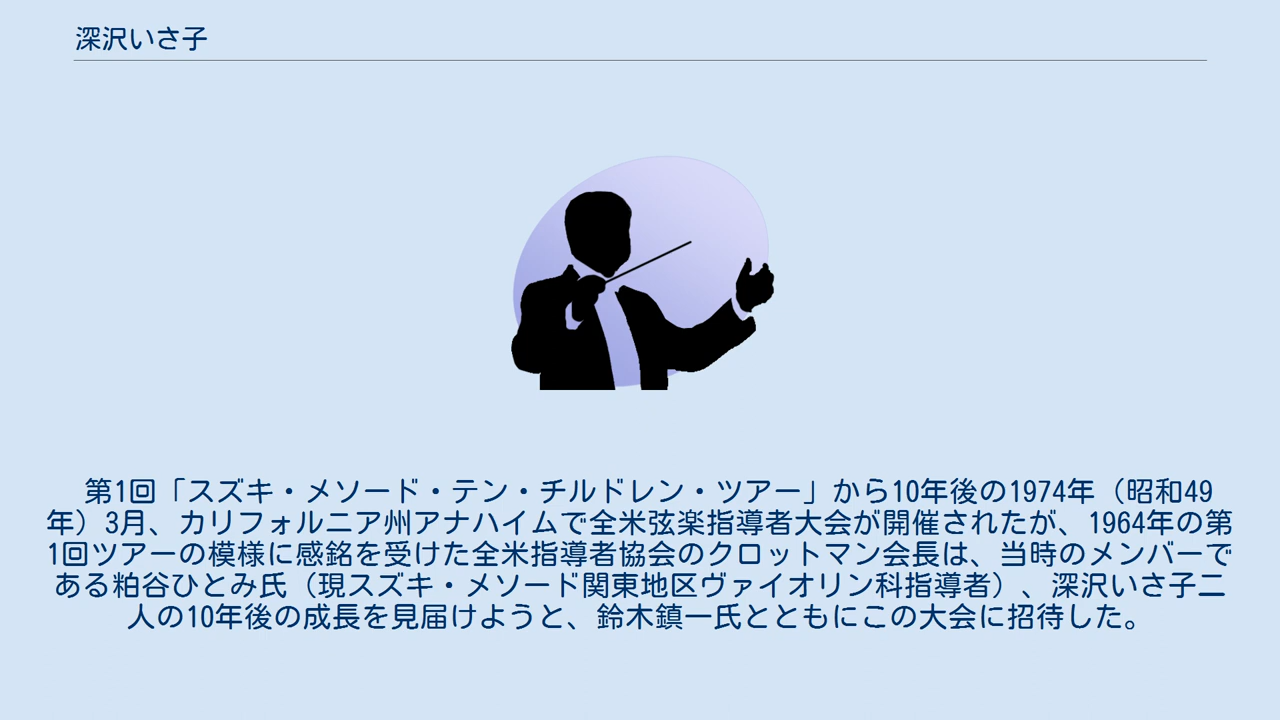 深沢いさ子
第1回「スズキ・メソード・テン・チルドレン・ツアー」から10年後の1974年（昭和49
年）3月、カリフォルニア州アナハイムで全米弦楽指導者大会が開催されたが、1964年の第
1回ツアーの模様に感銘を受けた全米指導者協会のクロットマン会長は、当時のメンバーで
ある粕谷ひとみ氏（現スズキ・メソード関東地区ヴァイオリン科指導者）、深沢いさ子二
人の10年後の成長を見届けようと、鈴木鎮一氏とともにこの大会に招待した。